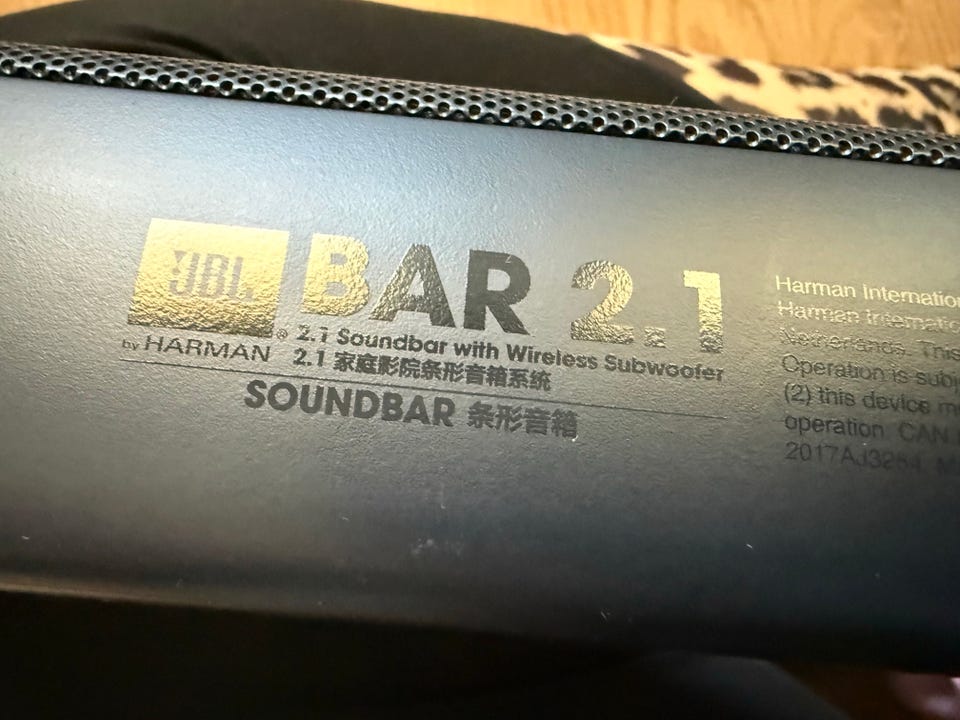 JBL
by HARMAN
®
BAR 2.1
2.1 Soundbar with Wireless Subwoofer
2.1 家庭影院条形音箱系统
SOUNDBAR 条形音箱
Harman Internatio
Harman Internatio
Netherlands. This
Operation is subj
(2) this device m
operation. CAN